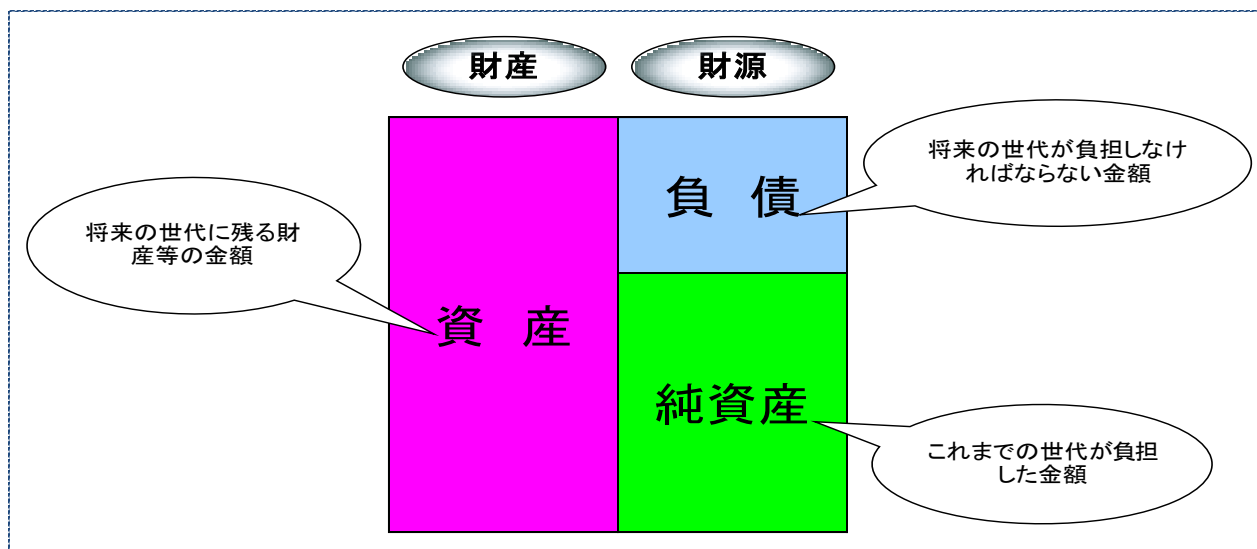 財産
財源
将来の世代が負担しなけ
ればならない金額
負　債
将来の世代に残る財
産等の金額
資　産
純資産
これまでの世代が負担
した金額